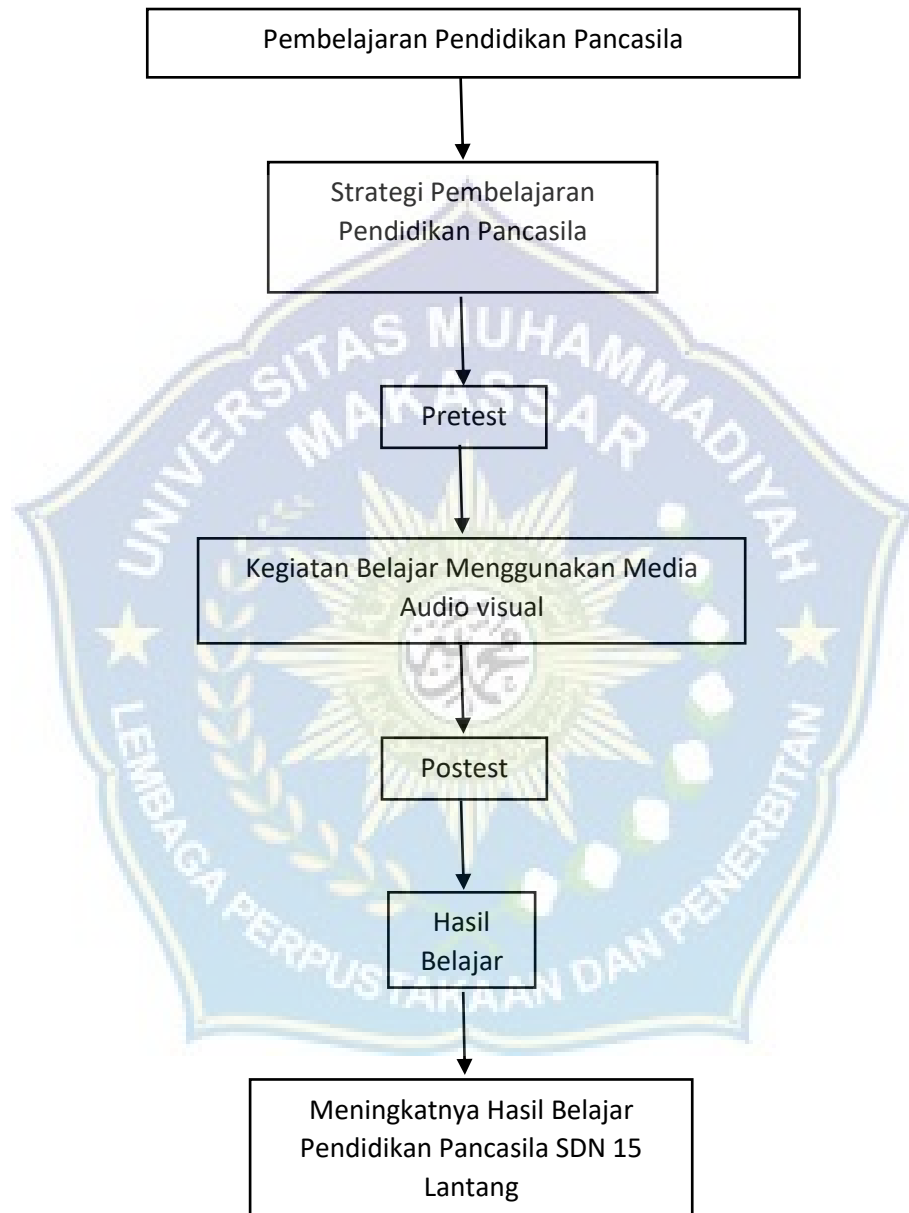 Pembelajaran Pendidikan Pancasila
Strategi Pembelajaran
Pendidikan Pancasila
UNIVERSITAS MUHAMMADIYAH
MAKASSAR
Pretest
Kegiatan Belajar Menggunakan Media
Audio visual
Postest
Hasil
Belajar
LEMBAGA PERPUSTAKAAN DAN PENERBITAN
Meningkatnya Hasil Belajar
Pendidikan Pancasila SDN 15
Lantang